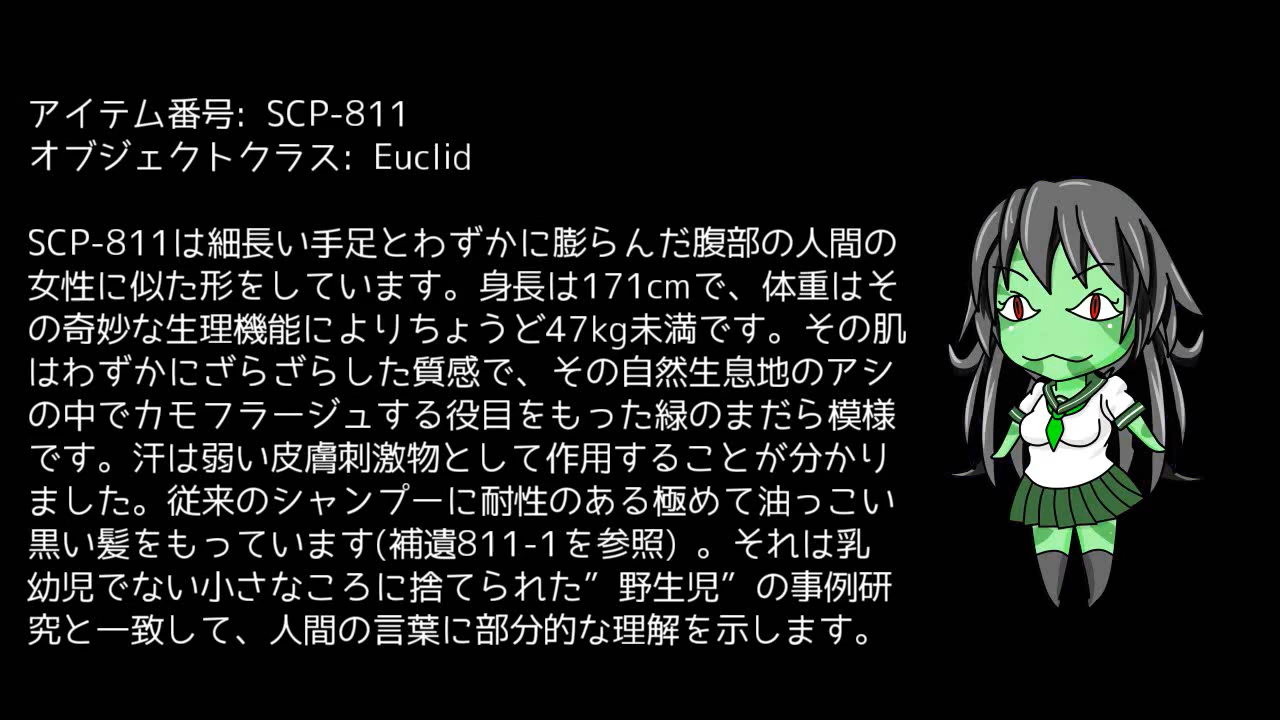 アイテム番号: SCP-811
オブジェクトクラス: Euclid
SCP-811は細長い手足とわずかに膨らんだ腹部の人間の
女性に似た形をしています。身長は171cmで、体重はそ
の奇妙な生理機能によりちょうど47kg未満です。その肌
はわずかにざらざらした質感で、その自然生息地のアシ
の中でカモフラージュする役目をもった緑のまだら模様
です。汗は弱い皮膚刺激物として作用することが分かり
ました。従来のシャンプーに耐性のある極めて油っこい
黒い髪をもっています(補遺811-1を参照) 。それは乳
幼児でない小さなころに捨てられた”野生児”の事例研
究と一致して、人間の言葉に部分的な理解を示します。